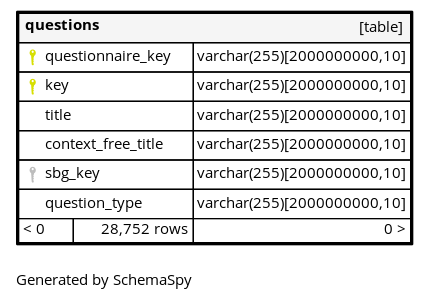 questions [table]
questionnaire_key varchar(255)[2000000000,10]
key varchar(255)[2000000000,10]
title varchar(255)[2000000000,10]
context_free_title varchar(255)[2000000000,10]
sbg_key varchar(255)[2000000000,10]
question_type varchar(255)[2000000000,10]
< 0 28,752 rows 0 >
Generated by SchemaSpy